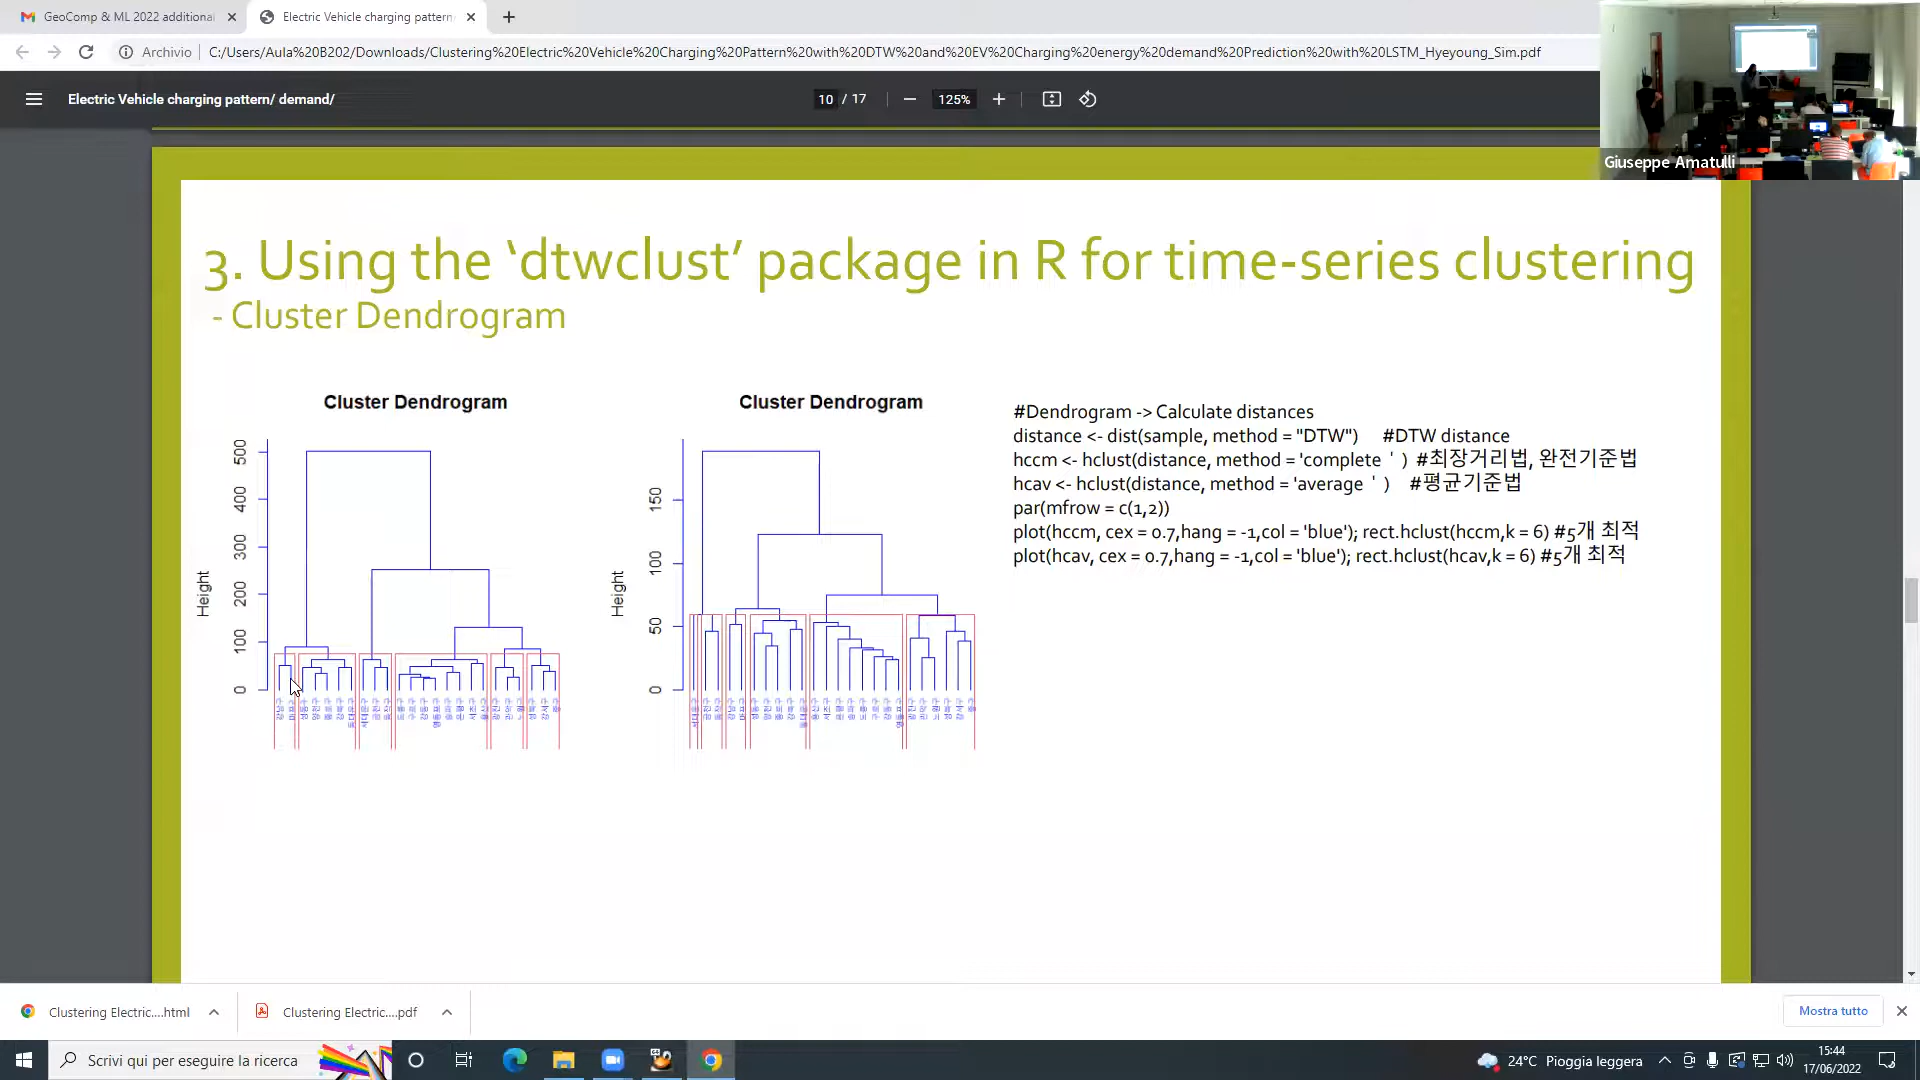 GeoComp & ML 2022 additiona
Electric Vehicle charging pattern
Archivio
C:/Users/Aula%20B202/Downloads/Clustering%20Electric%20Vehicle%20Charging%20Pattern%20with%20DTW%20and%20EV%20Charging%20energy%20demand%20Prediction%20with%20LSTM_Hyeyoung_Sim.pdf
Electric Vehicle charging pattern/ demand/
10 / 17
125%
Giuseppe Amatulli
3. Using the ‘dtwclust’ package in R for time-series clustering
- Cluster Dendrogram
Cluster Dendrogram
Height
0 100 200 300 400 500
Cluster Dendrogram
Height
0 50 100 150
#Dendrogram -> Calculate distances
distance <- dist(sample, method = "DTW") #DTW distance
hccm <- hclust(distance, method = 'complete ' ) #최장거리법, 완전기준법
hcav <- hclust(distance, method = 'average ' ) #평균기준법
par(mfrow = c(1,2))
plot(hccm, cex = 0.7,hang = -1,col = 'blue'); rect.hclust(hccm,k = 6) #5개 최적
plot(hcav, cex = 0.7,hang = -1,col = 'blue'); rect.hclust(hcav,k = 6) #5개 최적
Clustering Electric....html
Clustering Electric....pdf
Mostra tutto
Scrivi qui per eseguire la ricerca
24°C Pioggia leggera
15:44
17/06/2022